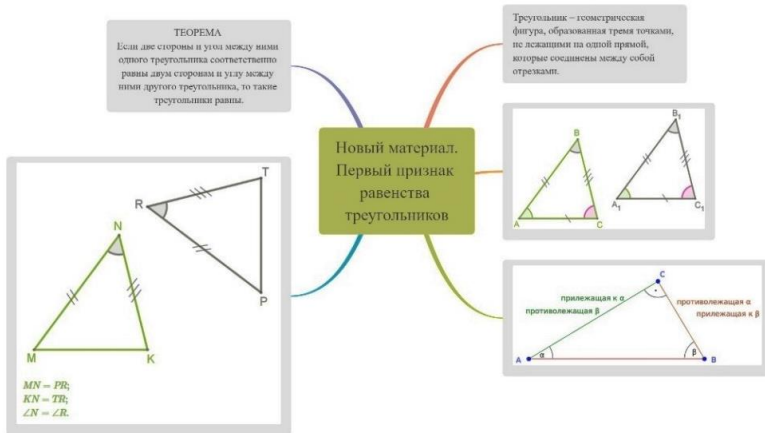 ТЕОРЕМА
Если две стороны и угол между ними
одного треугольника соответственно
равны двум сторонам и углу между
ними другого треугольника, то такие
треугольники равны.
Треугольник – геометрическая
фигура, образованная тремя точками,
не лежащими на одной прямой,
которые соединены между собой
отрезками.
Новый материал.
Первый признак
равенства
треугольников
B
A
C
B₁
A₁
C₁
T
R
N
P
M
K
MN = PR;
KN = TR;
∠N = ∠R.
C
прилежащая к α
противолежащая β
противолежащая α
прилежащая к β
A
α
β
B